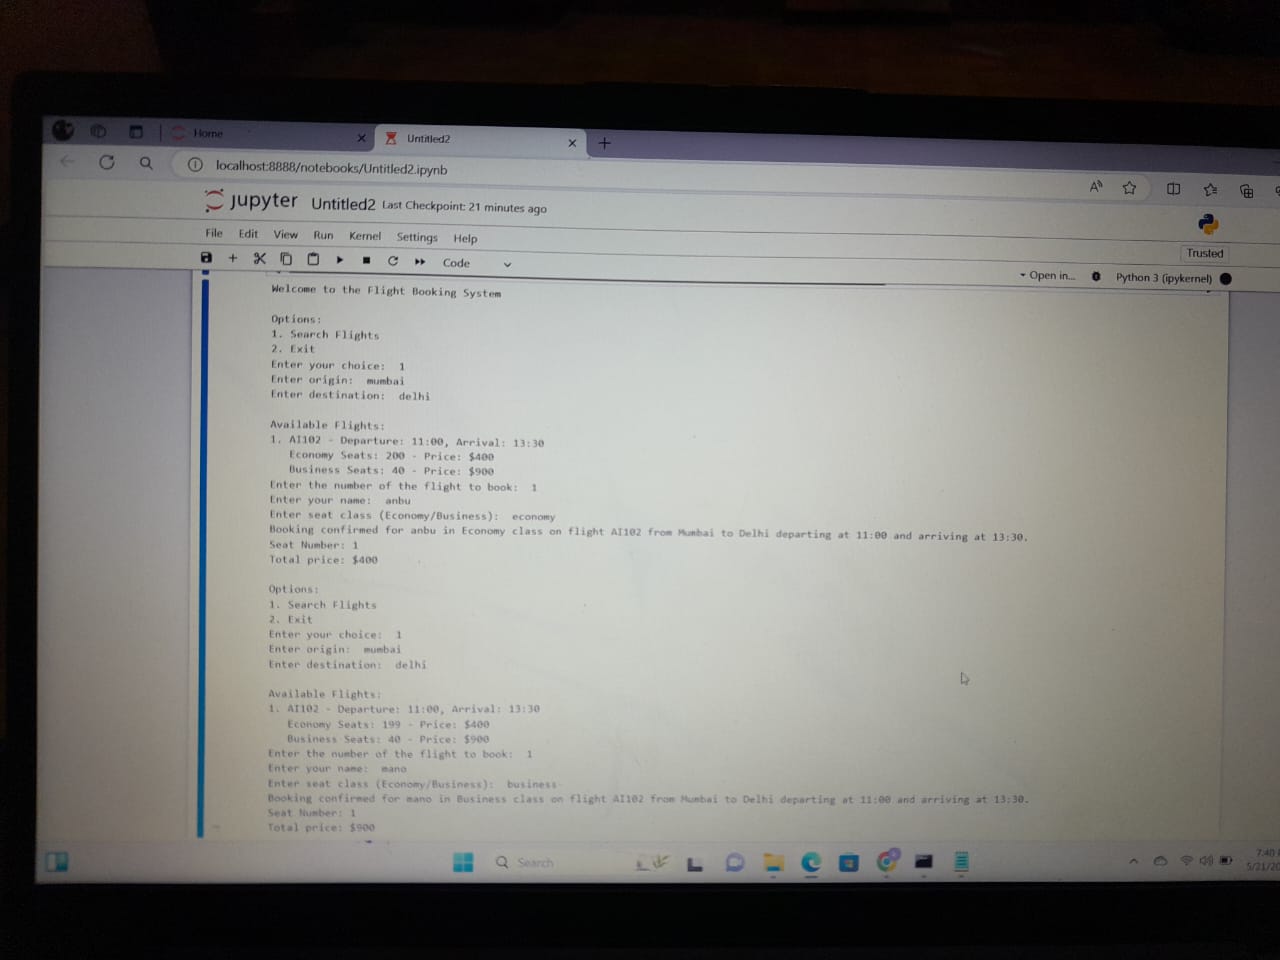 Home
Untitled2
localhost:8888/notebooks/Untitled2.ipynb
jupyter Untitled2 Last Checkpoint: 21 minutes ago
File Edit View Run Kernel Settings Help
Trusted
Code
Open in...
Python 3 (ipykernel)
Welcome to the Flight Booking System
Options:
1. Search Flights
2. Exit
Enter your choice: 1
Enter origin: mumbai
Enter destination: delhi
Available Flights:
1. AI102 - Departure: 11:00, Arrival: 13:30
Economy Seats: 200 - Price: $400
Business Seats: 40 - Price: $900
Enter the number of the flight to book: 1
Enter your name: anbu
Enter seat class (Economy/Business): economy
Booking confirmed for anbu in Economy class on flight AI102 from Mumbai to Delhi departing at 11:00 and arriving at 13:30.
Seat Number: 1
Total price: $400
Options:
1. Search Flights
2. Exit
Enter your choice: 1
Enter origin: mumbai
Enter destination: delhi
Available Flights:
1. AI102 - Departure: 11:00, Arrival: 13:30
Economy Seats: 199 - Price: $400
Business Seats: 40 - Price: $900
Enter the number of the flight to book: 1
Enter your name: mano
Enter seat class (Economy/Business): business
Booking confirmed for mano in Business class on flight AI102 from Mumbai to Delhi departing at 11:00 and arriving at 13:30.
Seat Number: 1
Total price: $900
Search
7:40
5/21/20